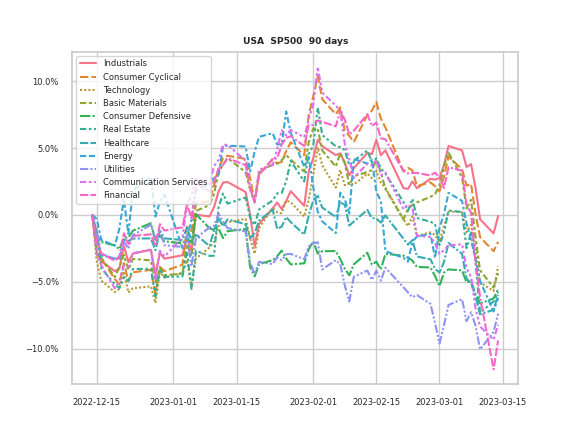 USA SP500 90 days
10.0%
5.0%
0.0%
−5.0%
−10.0%
Industrials
Consumer Cyclical
Technology
Basic Materials
Consumer Defensive
Real Estate
Healthcare
Energy
Utilities
Communication Services
Financial
2022-12-15
2023-01-01
2023-01-15
2023-02-01
2023-02-15
2023-03-01
2023-03-15